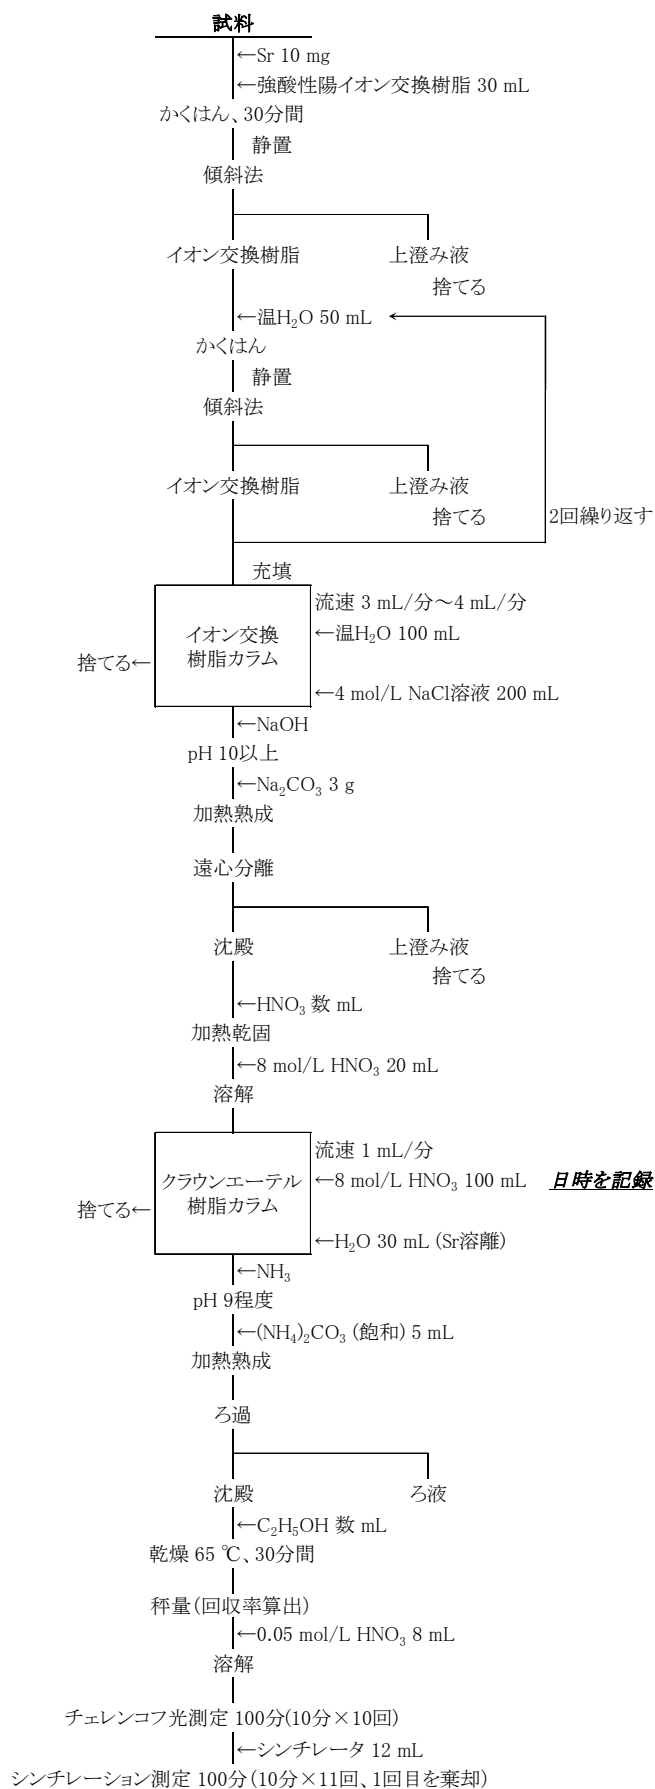 試料
←Sr 10 mg
←強酸性陽イオン交換樹脂 30 mL
かくはん、30分間
静置
傾斜法
イオン交換樹脂 上澄み液
捨てる
←温H₂O 50 mL
かくはん
静置
傾斜法
イオン交換樹脂 上澄み液
捨てる
2回繰り返す
充填
流速 3 mL/分～4 mL/分
イオン交換
樹脂カラム
←温H₂O 100 mL
捨てる←
←4 mol/L NaCl溶液 200 mL
←NaOH
pH 10以上
←Na₂CO₃ 3 g
加熱熟成
遠心分離
沈殿 上澄み液
捨てる
←HNO₃ 数 mL
加熱乾固
←8 mol/L HNO₃ 20 mL
溶解
流速 1 mL/分
クラウンエーテル
樹脂カラム
←8 mol/L HNO₃ 100 mL 日時を記録
捨てる←
←H₂O 30 mL (Sr溶離)
←NH₃
pH 9程度
←(NH₄)₂CO₃ (飽和) 5 mL
加熱熟成
ろ過
沈殿 ろ液
←C₂H₅OH 数 mL
乾燥 65 ℃、30分間
秤量(回収率算出)
←0.05 mol/L HNO₃ 8 mL
溶解
チェレンコフ光測定 100分(10分×10回)
←シンチレータ 12 mL
シンチレーション測定 100分(10分×11回、1回目を棄却)